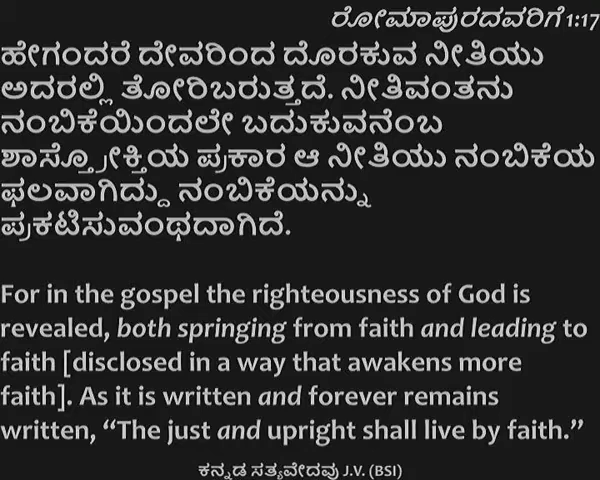 ರೋಮಾಪುರದವರಿಗೆ 1:17
ಹೇಗಂದರೆ ದೇವರಿಂದ ದೊರಕುವ ನೀತಿಯು
ಅದರಲ್ಲಿ ತೋರಿಬರುತ್ತದೆ. ನೀತಿವಂತನು
ನಂಬಿಕೆಯಿಂದಲೇ ಬದುಕುವನೆಂಬ
ಶಾಸ್ತ್ರೋಕ್ತಿಯ ಪ್ರಕಾರ ಆ ನೀತಿಯು ನಂಬಿಕೆಯ
ಫಲವಾಗಿದ್ದು ನಂಬಿಕೆಯನ್ನು
ಪ್ರಕಟಿಸುವಂಥದಾಗಿದೆ.
For in the gospel the righteousness of God is
revealed, both springing from faith and leading to
faith [disclosed in a way that awakens more
faith]. As it is written and forever remains
written, “The just and upright shall live by faith.”
ಕನ್ನಡ ಸತ್ಯವೇದವು J.V. (BSI)